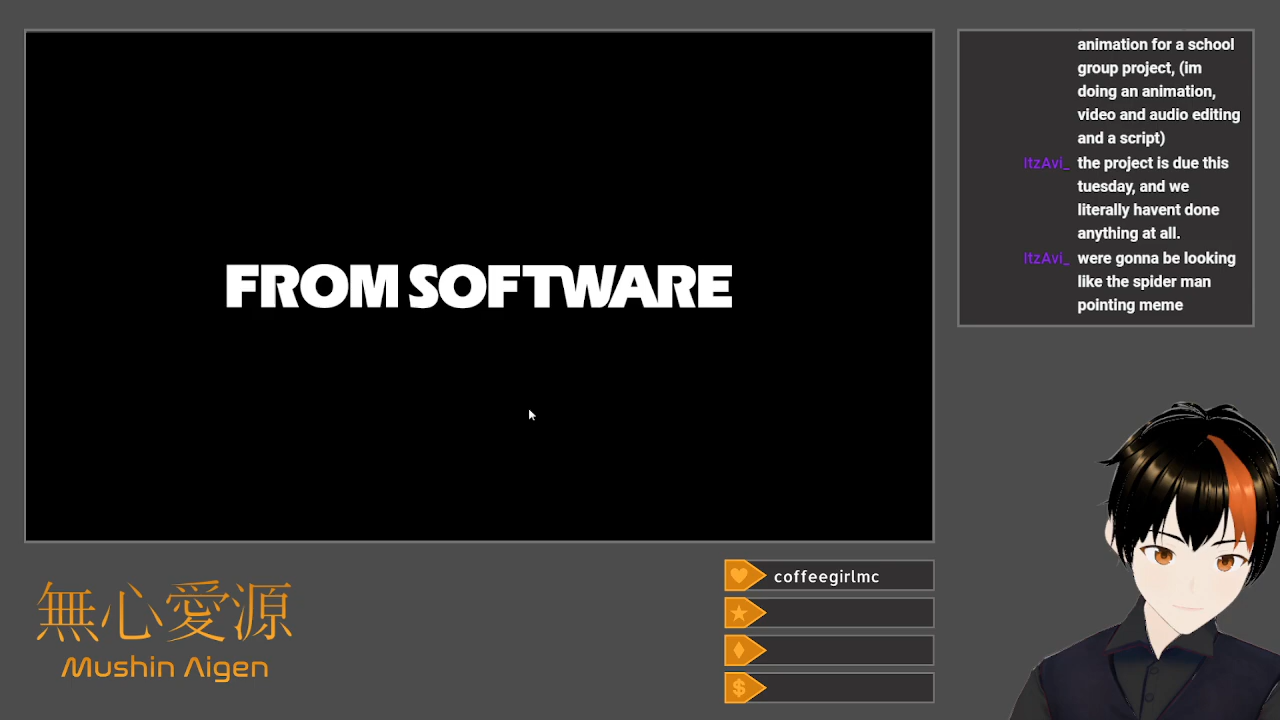 FROM SOFTWARE
animation for a school
group project, (im
doing an animation,
video and audio editing
and a script)
ItzAvi_ the project is due this
tuesday, and we
literally havent done
anything at all.
ItzAvi_ were gonna be looking
like the spider man
pointing meme
coffeegirlmc
$
無心愛源
Mushin Aigen